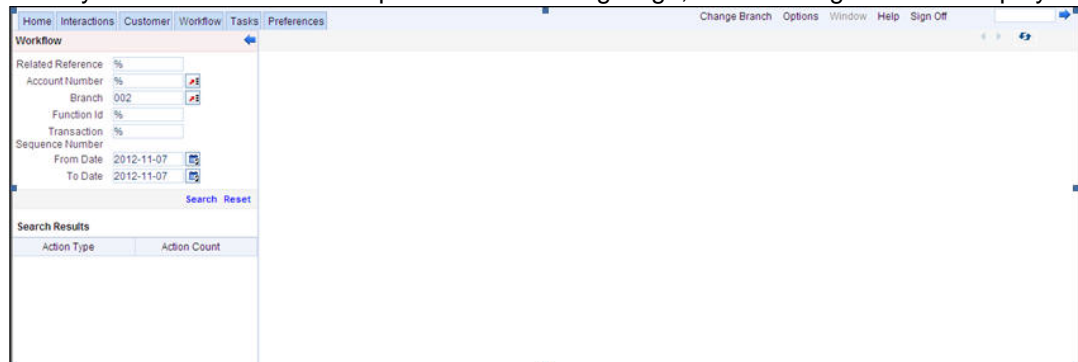 Home Interactions Customer Workflow Tasks Preferences Change Branch Options Window Help Sign Off
Workflow
Related Reference %
Account Number %
Branch 002
Function Id %
Transaction %
Sequence Number
From Date 2012-11-07
To Date 2012-11-07
Search Reset
Search Results
Action Type Action Count